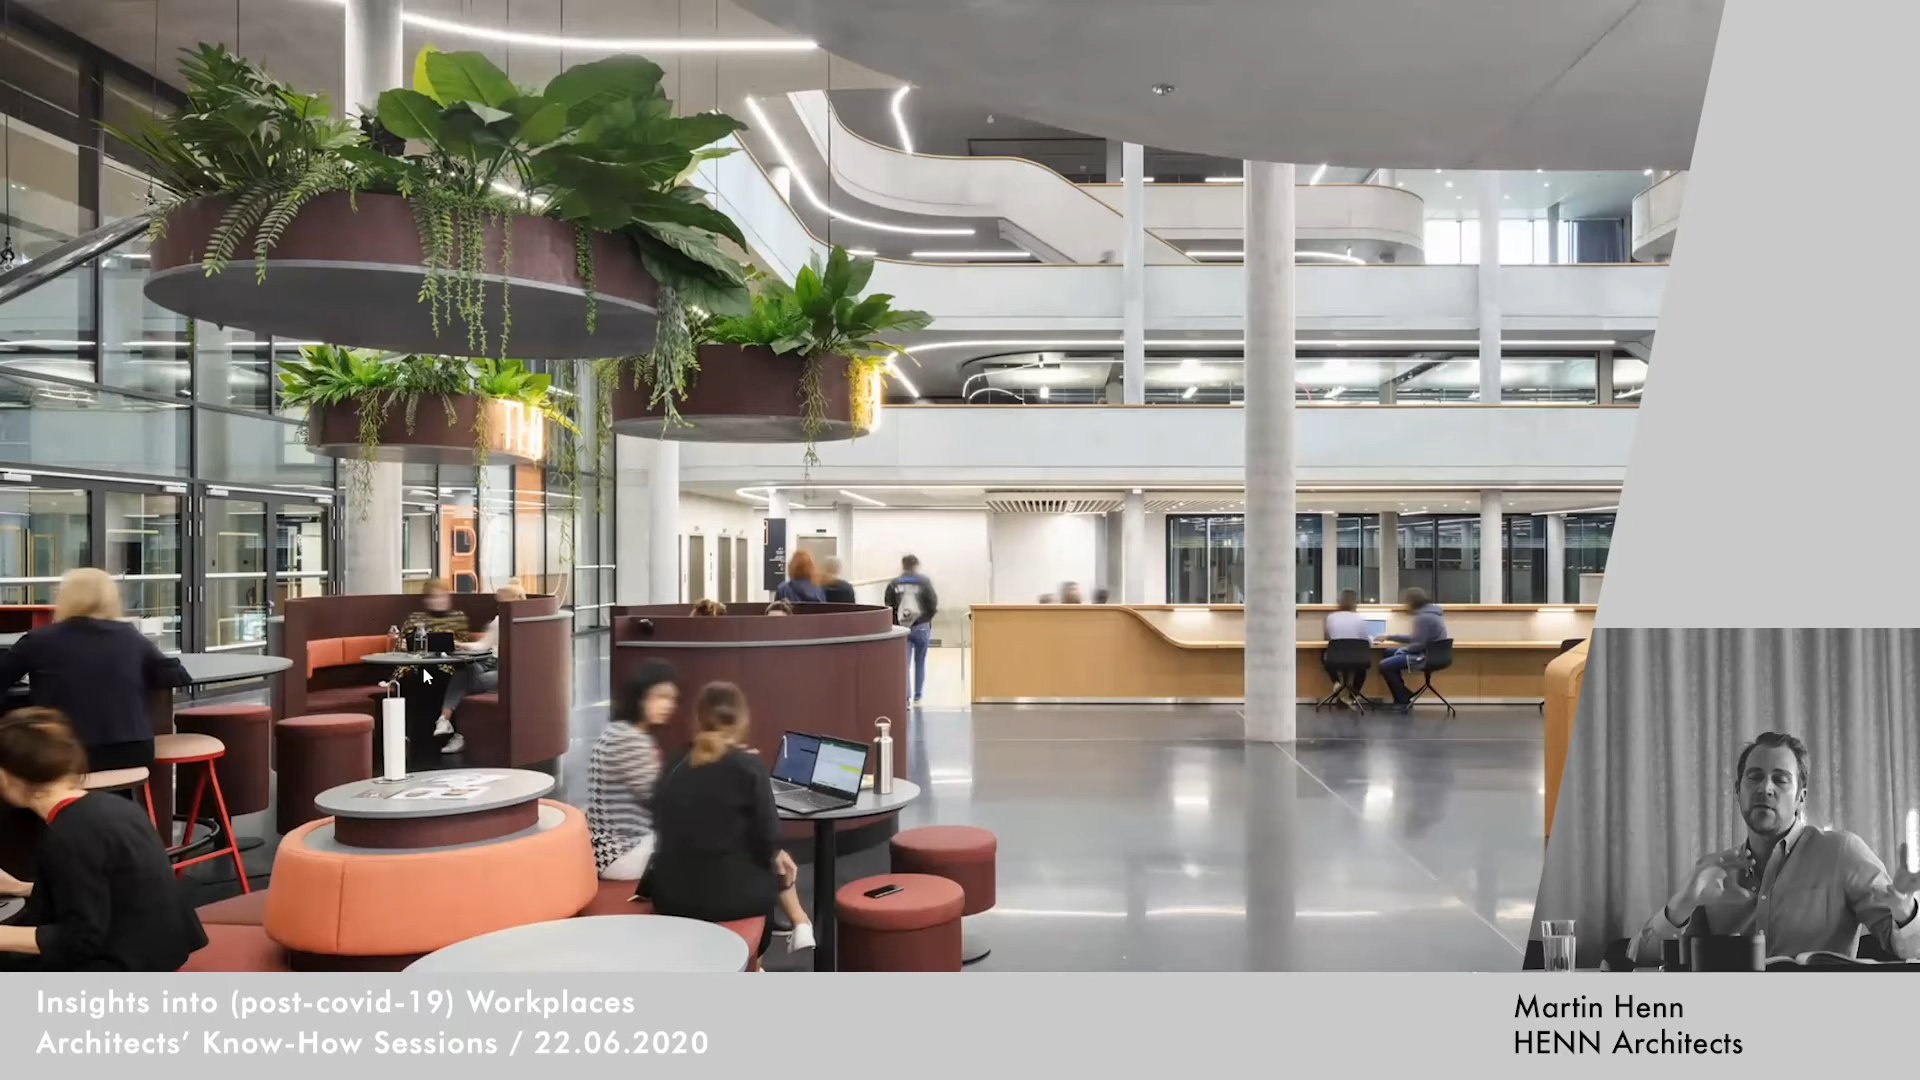 Insights into (post-covid-19) Workplaces
Architects’ Know-How Sessions / 22.06.2020
Martin Henn
HENN Architects